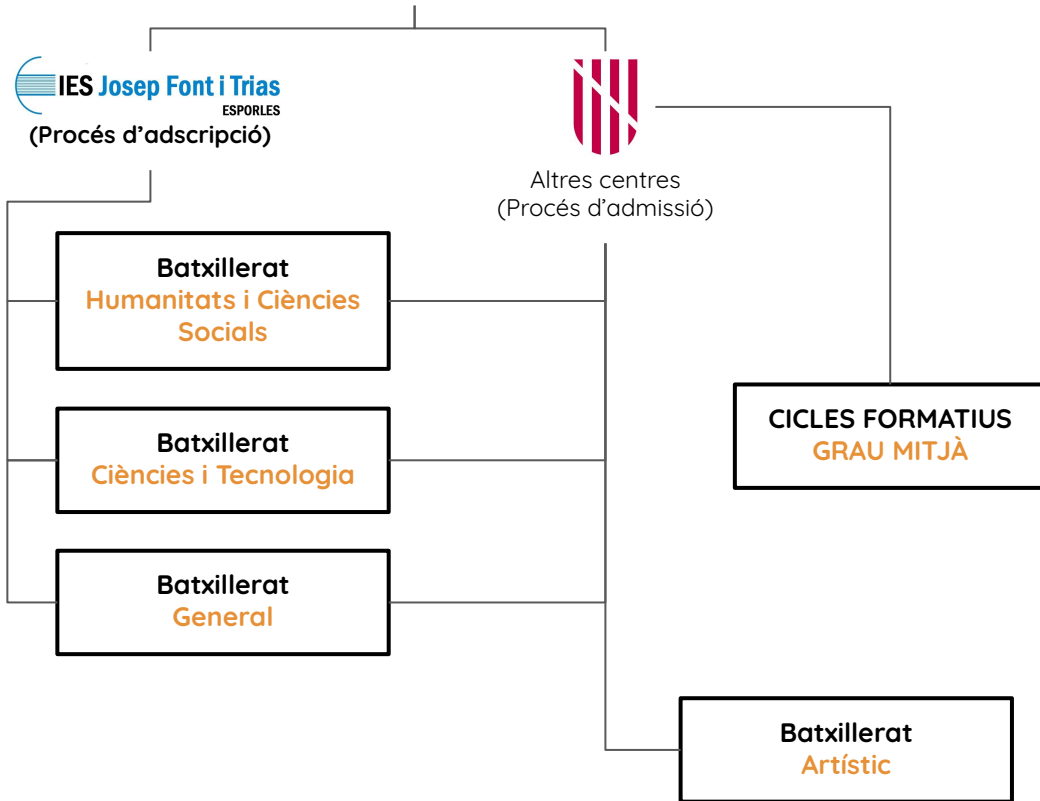 IES Josep Font i Trias
ESPORLES
(Procés d’adscripció)
Altres centres
(Procés d’admissió)
Batxillerat
Humanitats i Ciències
Socials
Batxillerat
Ciències i Tecnologia
Batxillerat
General
CICLES FORMATIUS
GRAU MITJÀ
Batxillerat
Artístic